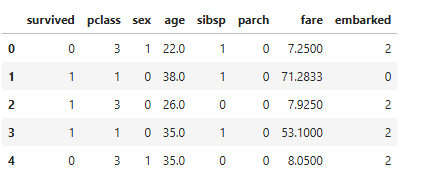 survived pclass sex age sibsp parch fare embarked
0 0 3 1 22.0 1 0 7.2500 2
1 1 1 0 38.0 1 0 71.2833 0
2 1 3 0 26.0 0 0 7.9250 2
3 1 1 0 35.0 1 0 53.1000 2
4 0 3 1 35.0 0 0 8.0500 2